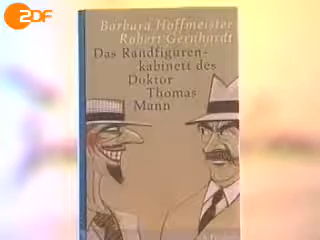 ZDF
Barbara Hoffmeister
Robert Gernhardt
Das Randfiguren-
kabinett des
Doktor
Thomas
Mann